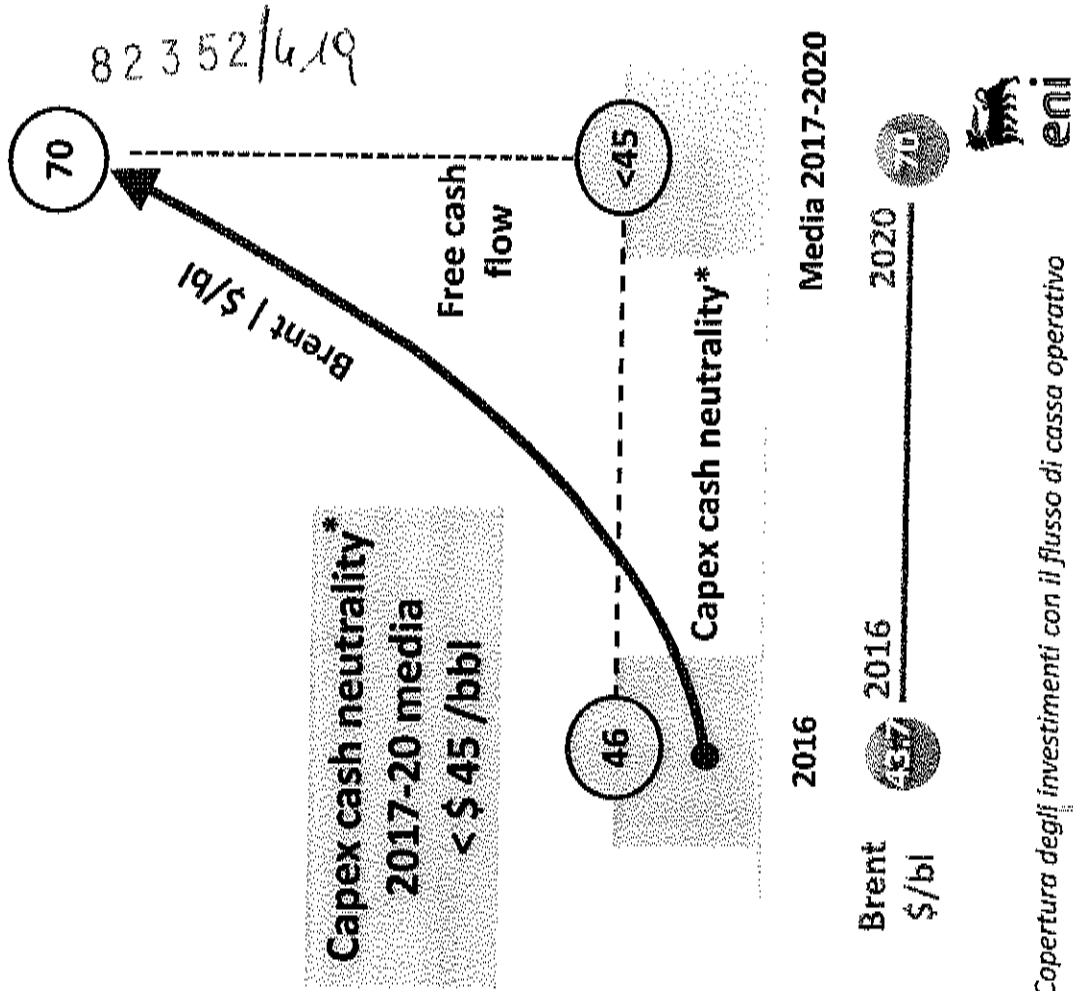 82352/419
Capex cash neutrality*
2017-20 media
< $ 45 /bbl
70
Brent | $/bl
Free cash
flow
46
<45
Capex cash neutrality*
2016
Media 2017-2020
Brent
$/bl
2016
2020
70
eni
Copertura degli investimenti con il flusso di cassa operativo